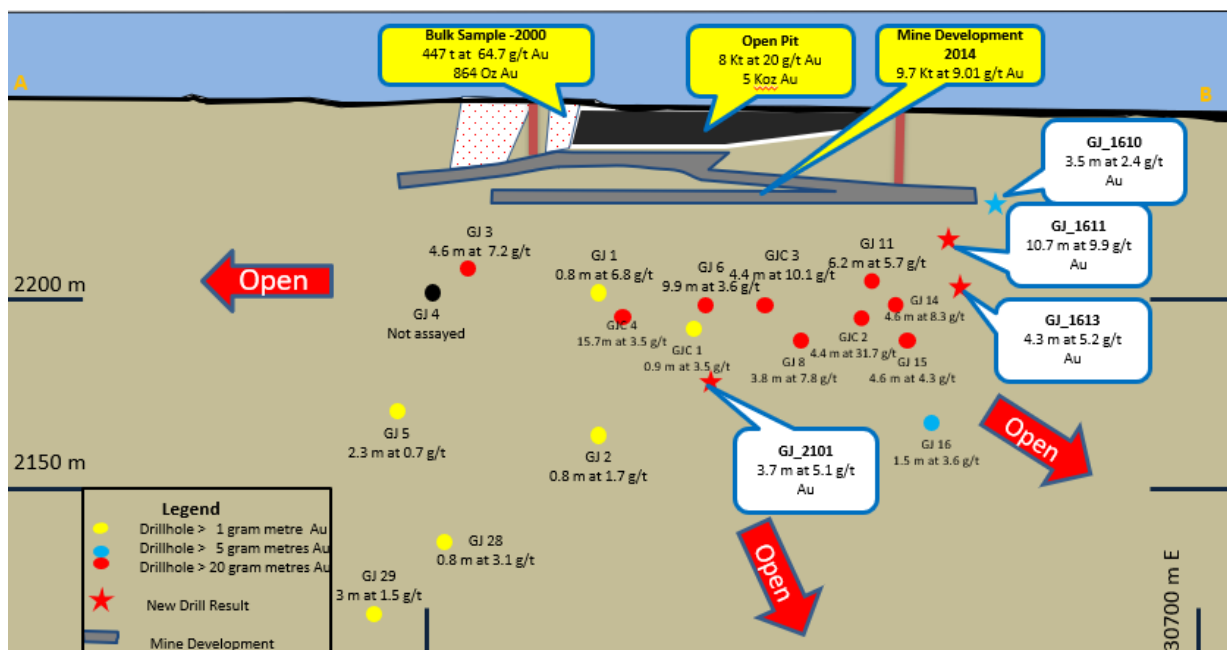 Bulk Sample -2000
447 t at 64.7 g/t Au
864 Oz Au
Open Pit
8 Kt at 20 g/t Au
5 Koz Au
Mine Development
2014
9.7 Kt at 9.01 g/t Au
A
B
GJ_1610
3.5 m at 2.4 g/t
Au
GJ_1611
10.7 m at 9.9 g/t
Au
GJ_1613
4.3 m at 5.2 g/t
Au
GJ_2101
3.7 m at 5.1 g/t
Au
Open
GJ 3
4.6 m at 7.2 g/t
GJ 4
Not assayed
GJ 1
0.8 m at 6.8 g/t
GJC 4
15.7m at 3.5 g/t
GJ 6
9.9 m at 3.6 g/t
GJC 1
0.9 m at 3.5 g/t
GJC 3
4.4 m at 10.1 g/t
GJ 8
3.8 m at 7.8 g/t
GJ 11
6.2 m at 5.7 g/t
GJC 2
4.4 m at 31.7 g/t
GJ 14
4.6 m at 8.3 g/t
GJ 15
4.6 m at 4.3 g/t
GJ 16
1.5 m at 3.6 g/t
GJ 5
2.3 m at 0.7 g/t
GJ 2
0.8 m at 1.7 g/t
GJ 28
0.8 m at 3.1 g/t
GJ 29
3 m at 1.5 g/t
Open
Open
2200 m
2150 m
30700 m E
Legend
Drillhole > 1 gram metre Au
Drillhole > 5 gram metres Au
Drillhole > 20 gram metres Au
New Drill Result
Mine Development